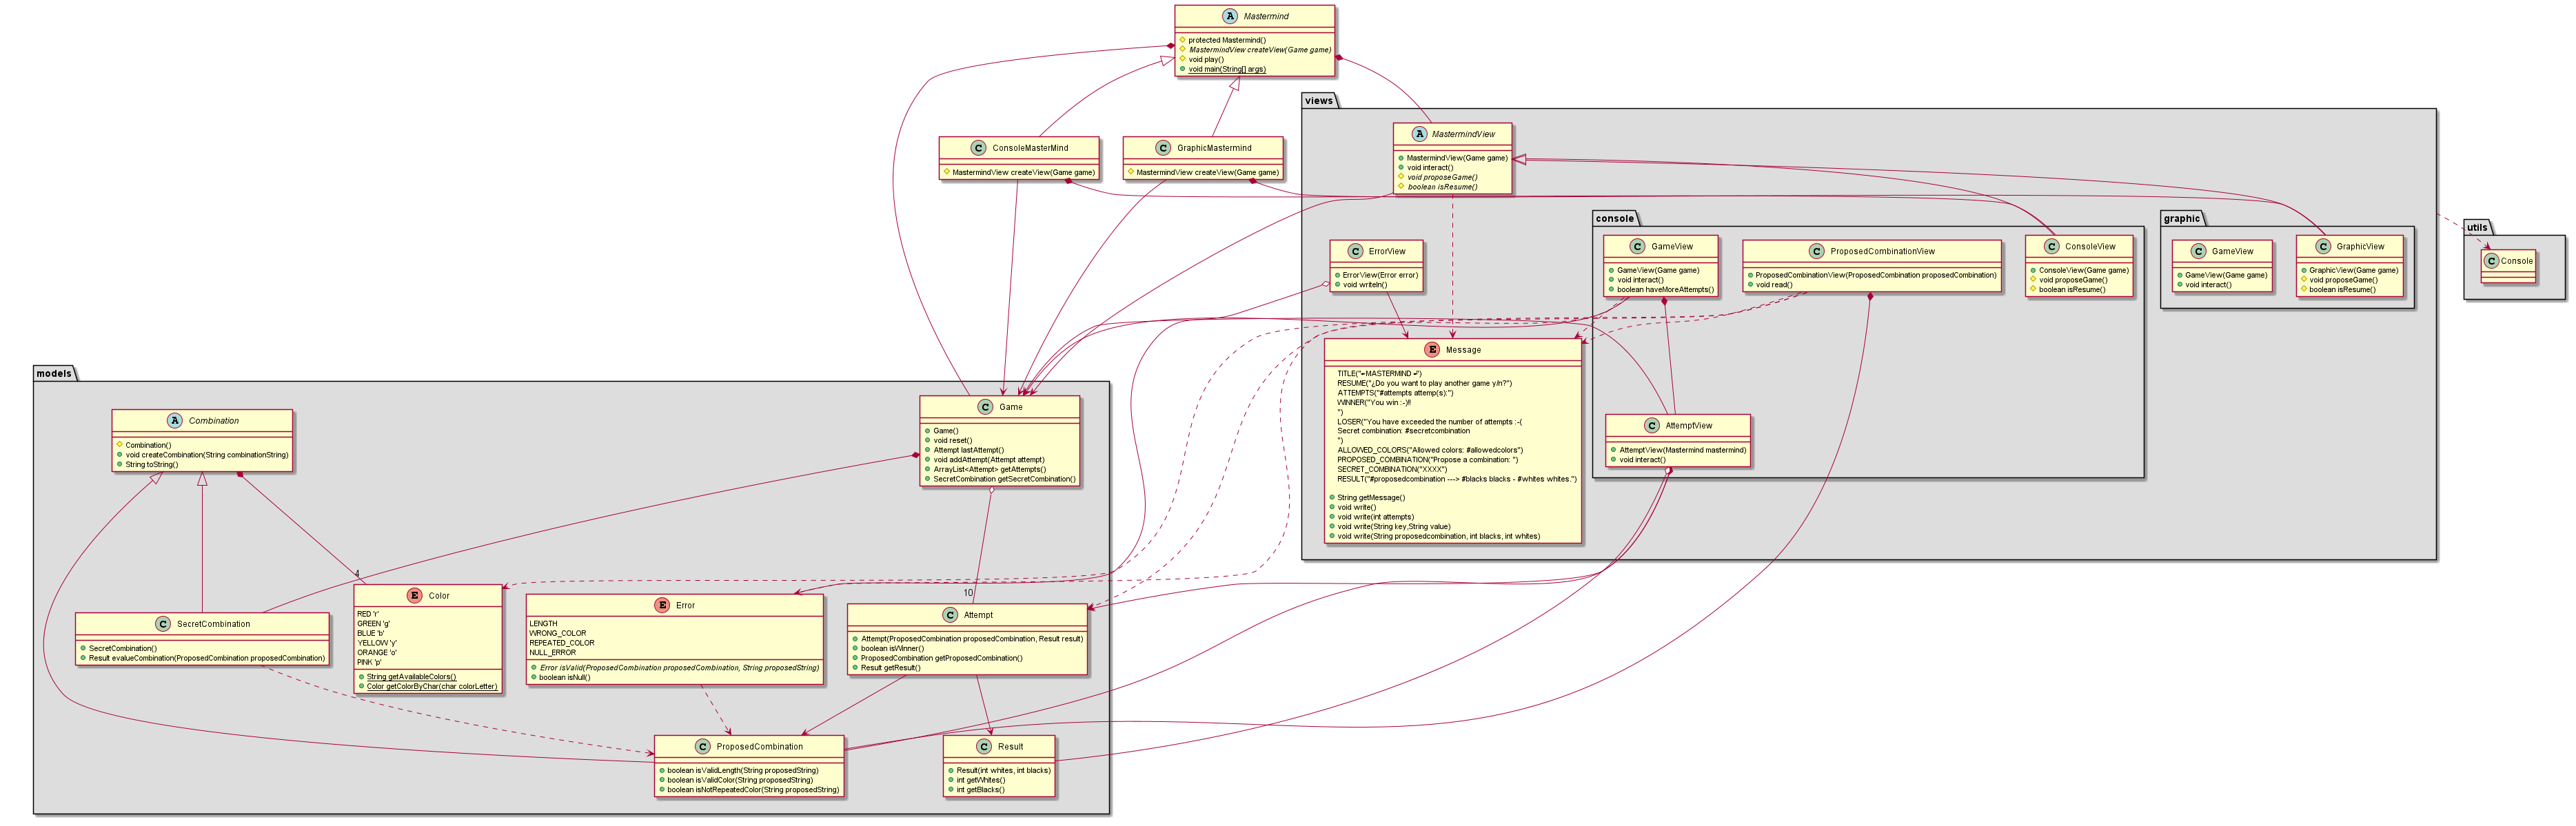 Mastermind
protected Mastermind()
MastermindView createView(Game game)
void play()
void main(String[] args)
views
MastermindView
MastermindView(Game game)
void interact()
void proposeGame()
boolean isResume()
ConsoleMasterMind
MastermindView createView(Game game)
GraphicMastermind
MastermindView createView(Game game)
console
graphic
utils
ErrorView
ErrorView(Error error)
void writeln()
GameView
GameView(Game game)
void interact()
boolean haveMoreAttempts()
ProposedCombinationView
ProposedCombinationView(ProposedCombination proposedCombination)
void read()
ConsoleView
ConsoleView(Game game)
void proposeGame()
boolean isResume()
GameView
GameView(Game game)
void interact()
GraphicView
GraphicView(Game game)
void proposeGame()
boolean isResume()
Console
Message
MASTERMIND
RESUME("¿Do you want to play another game y/n?")
ATTEMPTS("#attempts attemp(s):")
WINNER("You win :-)!!
")
LOSER("You have exceeded the number of attempts :-(
Secret combination: #secretcombination
")
ALLOWED_COLORS("Allowed colors: #allowedcolors")
PROPOSED_COMBINATION("Propose a combination: ")
SECRET_COMBINATION("XXXX")
RESULT("#proposedcombination ---> #blacks blacks - #whites whites.")
String getMessage()
void write()
void write(int attempts)
void write(String key,String value)
void write(String proposedcombination, int blacks, int whites)
AttemptView
AttemptView(Mastermind mastermind)
void interact()
models
Combination
Combination()
void createCombination(String combinationString)
String toString()
Game
Game()
void reset()
Attempt lastAttempt()
void addAttempt(Attempt attempt)
ArrayList<Attempt> getAttempts()
SecretCombination getSecretCombination()
4
10
SecretCombination
SecretCombination()
Result evalueCombination(ProposedCombination proposedCombination)
Color
RED 'r'
GREEN 'g'
BLUE 'b'
YELLOW 'y'
ORANGE 'o'
PINK 'p'
String getAvailableColors()
Color getColorByChar(char colorLetter)
Error
LENGTH
WRONG_COLOR
REPEATED_COLOR
NULL_ERROR
Error isValid(ProposedCombination proposedCombination, String proposedString)
boolean isNull()
Attempt
Attempt(ProposedCombination proposedCombination, Result result)
boolean isWinner()
ProposedCombination getProposedCombination()
Result getResult()
ProposedCombination
boolean isValidLength(String proposedString)
boolean isValidColor(String proposedString)
boolean isNotRepeatedColor(String proposedString)
Result
Result(int whites, int blacks)
int getWhites()
int getBlacks()